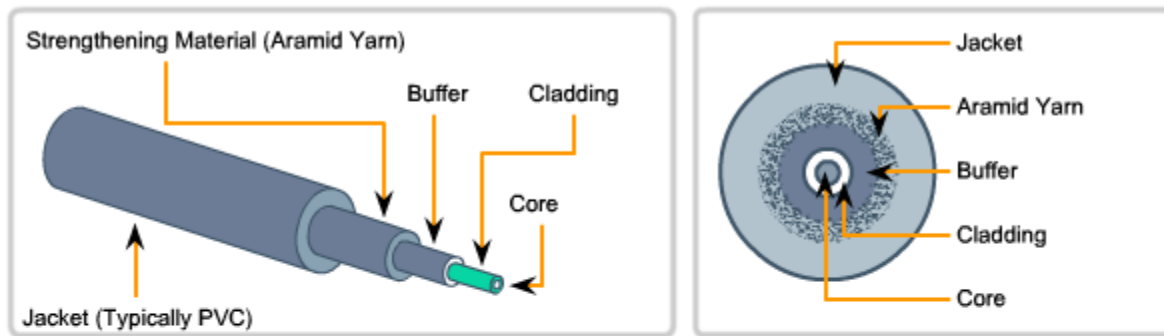 Strengthening Material (Aramid Yarn)
Buffer
Cladding
Core
Jacket (Typically PVC)
Jacket
Aramid Yarn
Buffer
Cladding
Core